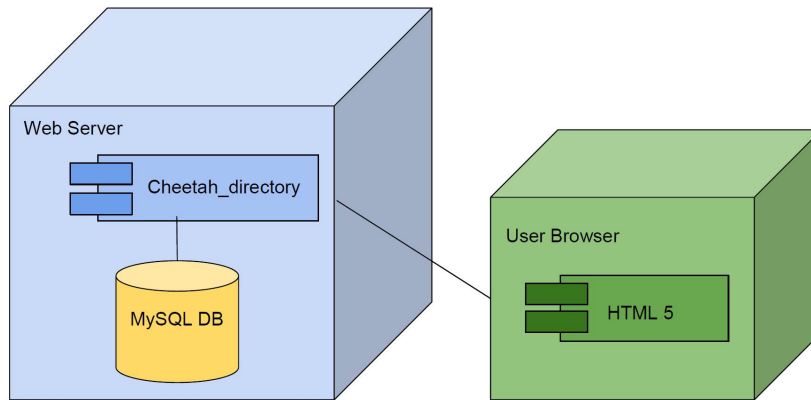 Web Server
Cheetah_directory
MySQL DB
User Browser
HTML 5